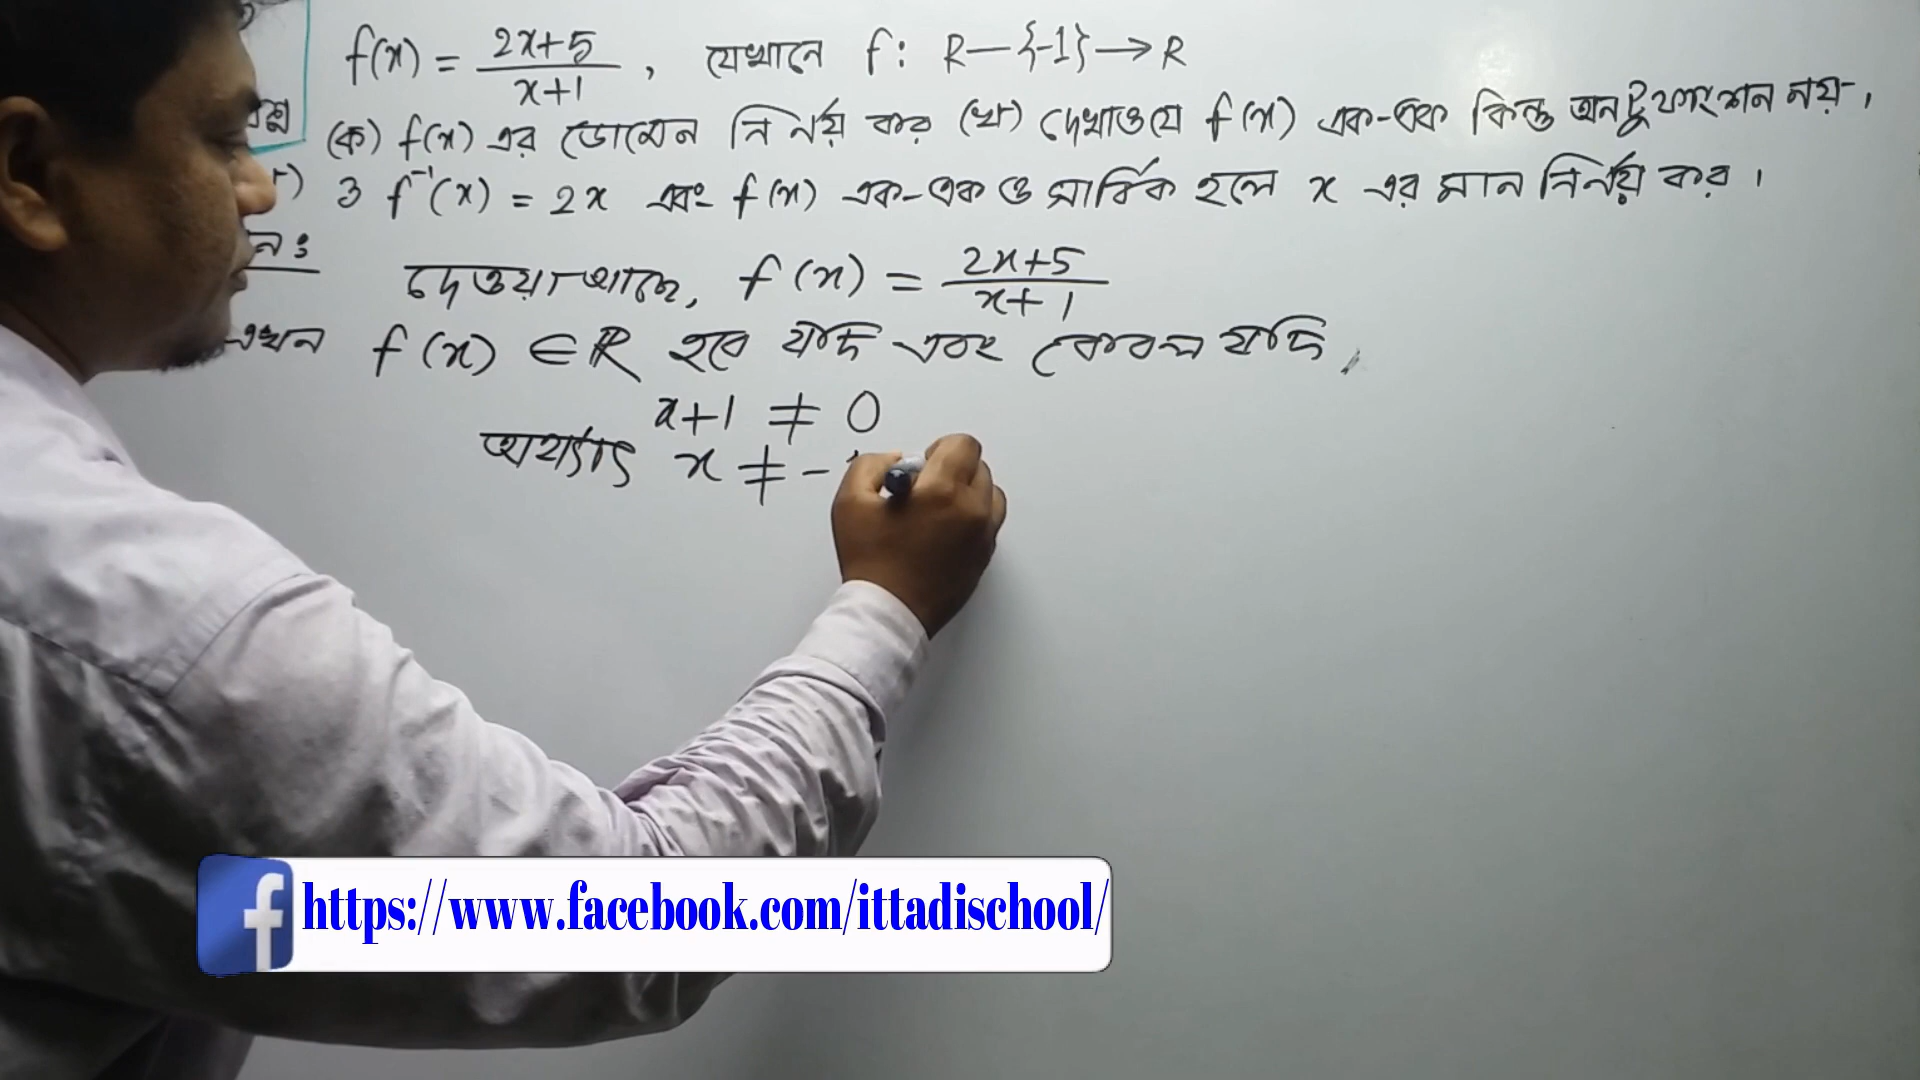 f(x) = 2x+5 / x+1 , যেখানে f: R—{-1}→R
(ক) f(x) এর ডোমেন নির্নয় কর (খ) দেখাও যে f(x) এক-এক কিন্তু অনটু ফাংশন নয়।
3 f⁻¹(x) = 2x এবং f(x) এক-এক ও সার্বিক হলে x এর মান নির্নয় কর।
দেওয়া আছে, f(x) = 2x+5 / x+1
এখন f(x) ∈ R হবে যদি এবং কেবল যদি,
x+1 ≠ 0
অর্থাৎ x ≠ -
https://www.facebook.com/ittadischool/